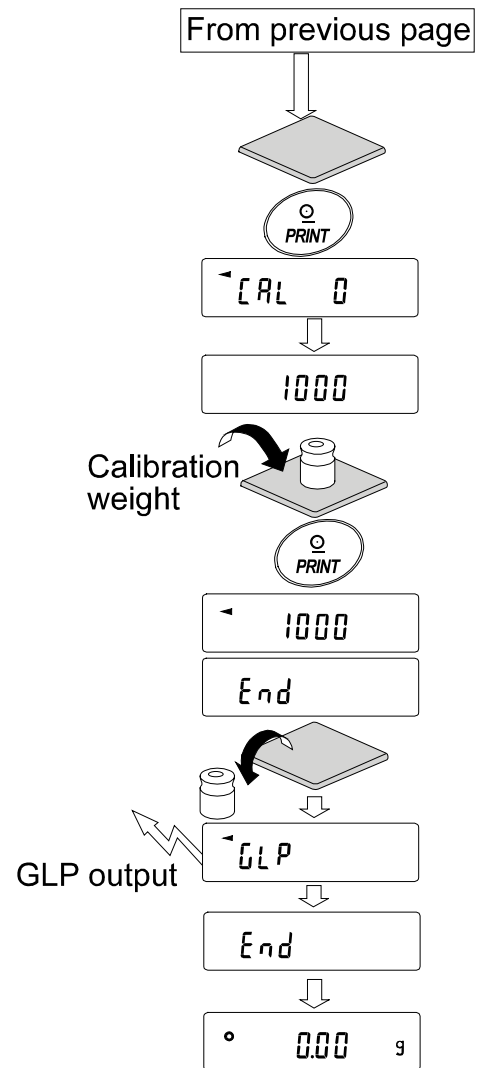 From previous page
PRINT
CAL 0
1000
Calibration
weight
PRINT
1000
End
GLP
GLP output
End
0.00 g